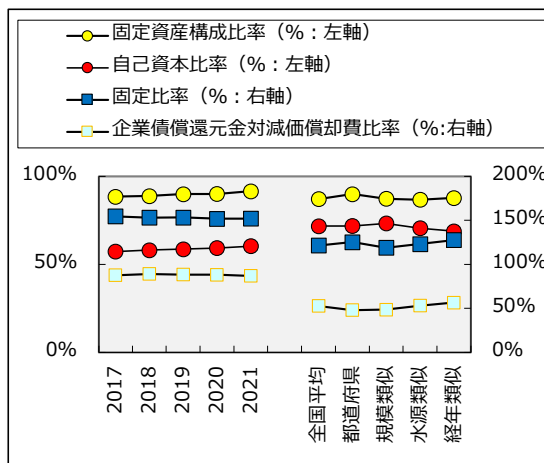 固定資産構成比率（%：左軸）
自己資本比率（%：左軸）
固定比率（%：右軸）
企業債償還元金対減価償却費比率（%:右軸）
100%
50%
0%
200%
150%
100%
50%
0%
2017
2018
2019
2020
2021
全国平均
都道府県
規模類似
水源類似
経年類似